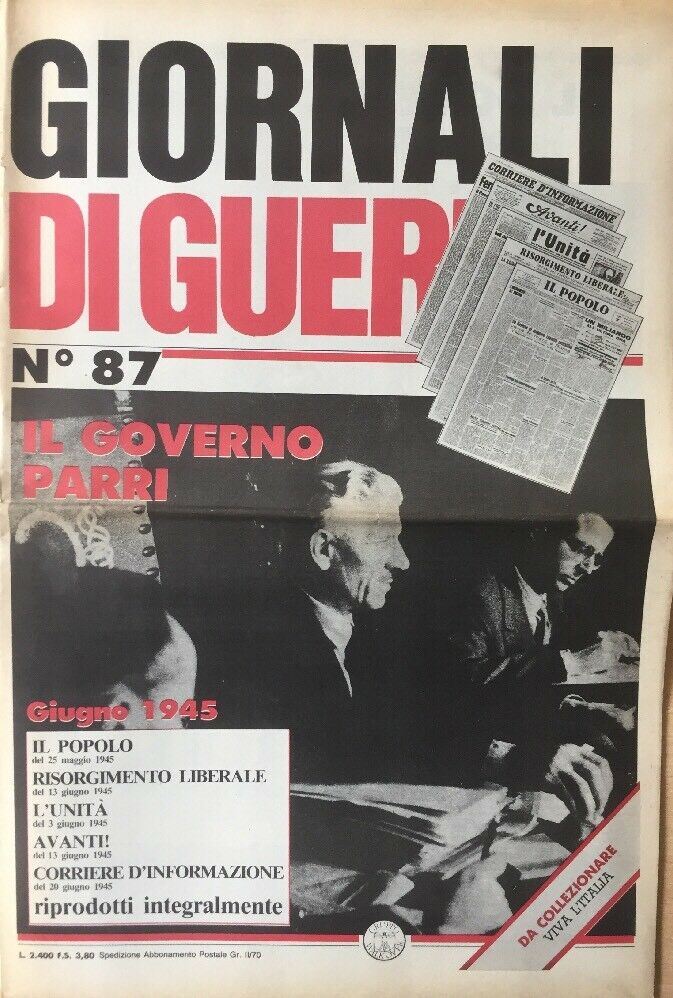 GIORNALI
DI GUER
N° 87
CORRIERE D'INFORMAZIONE
Avanti!
l'Unità
RISORGIMENTO LIBERALE
IL POPOLO
UN MILIARDO
IL GOVERNO
PARRI
Giugno 1945
IL POPOLO
del 25 maggio 1945
RISORGIMENTO LIBERALE
del 13 giugno 1945
L'UNITÀ
del 3 giugno 1945
AVANTI!
del 13 giugno 1945
CORRIERE D'INFORMAZIONE
del 20 giugno 1945
riprodotti integralmente
DA COLLEZIONARE
VIVA L'ITALIA
L. 2.400 F.S. 3,80 Spedizione Abbonamento Postale Gr. II/70